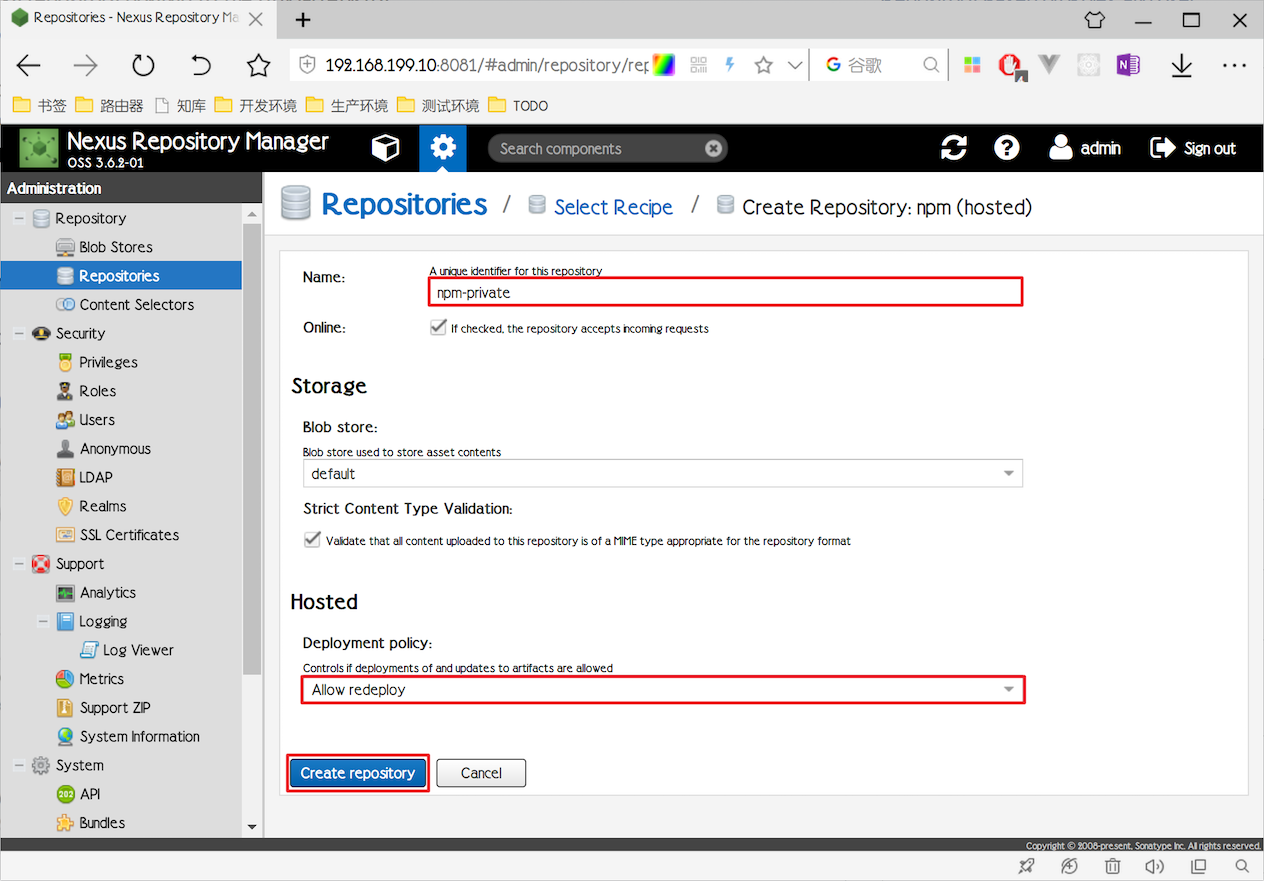 Repositories - Nexus Repository Ma
192.168.199.10:8081/#admin/repository/rep
谷歌
书签 路由器 知库 开发环境 生产环境 测试环境 TODO
Nexus Repository Manager
OSS 3.6.2-01
Search components
admin
Sign out
Administration
Repository
Blob Stores
Repositories
Content Selectors
Security
Privileges
Roles
Users
Anonymous
LDAP
Realms
SSL Certificates
Support
Analytics
Logging
Log Viewer
Metrics
Support ZIP
System Information
System
API
Bundles
Repositories / Select Recipe / Create Repository: npm (hosted)
Name:
A unique identifier for this repository
npm-private
Online:
If checked, the repository accepts incoming requests
Storage
Blob store:
Blob store used to store asset contents
default
Strict Content Type Validation:
Validate that all content uploaded to this repository is of a MIME type appropriate for the repository format
Hosted
Deployment policy:
Controls if deployments of and updates to artifacts are allowed
Allow redeploy
Create repository
Cancel
Copyright © 2008-present, Sonatype Inc. All rights reserved.